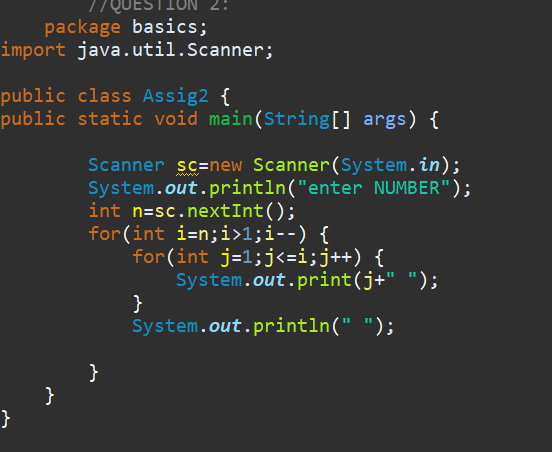 //QUESTION 2:
package basics;
import java.util.Scanner;
public class Assig2 {
public static void main(String[] args) {
Scanner sc=new Scanner(System.in);
System.out.println("enter NUMBER");
int n=sc.nextInt();
for(int i=n;i>1;i--) {
for(int j=1;j<=i;j++) {
System.out.print(j+" ");
}
System.out.println(" ");
}
}
}